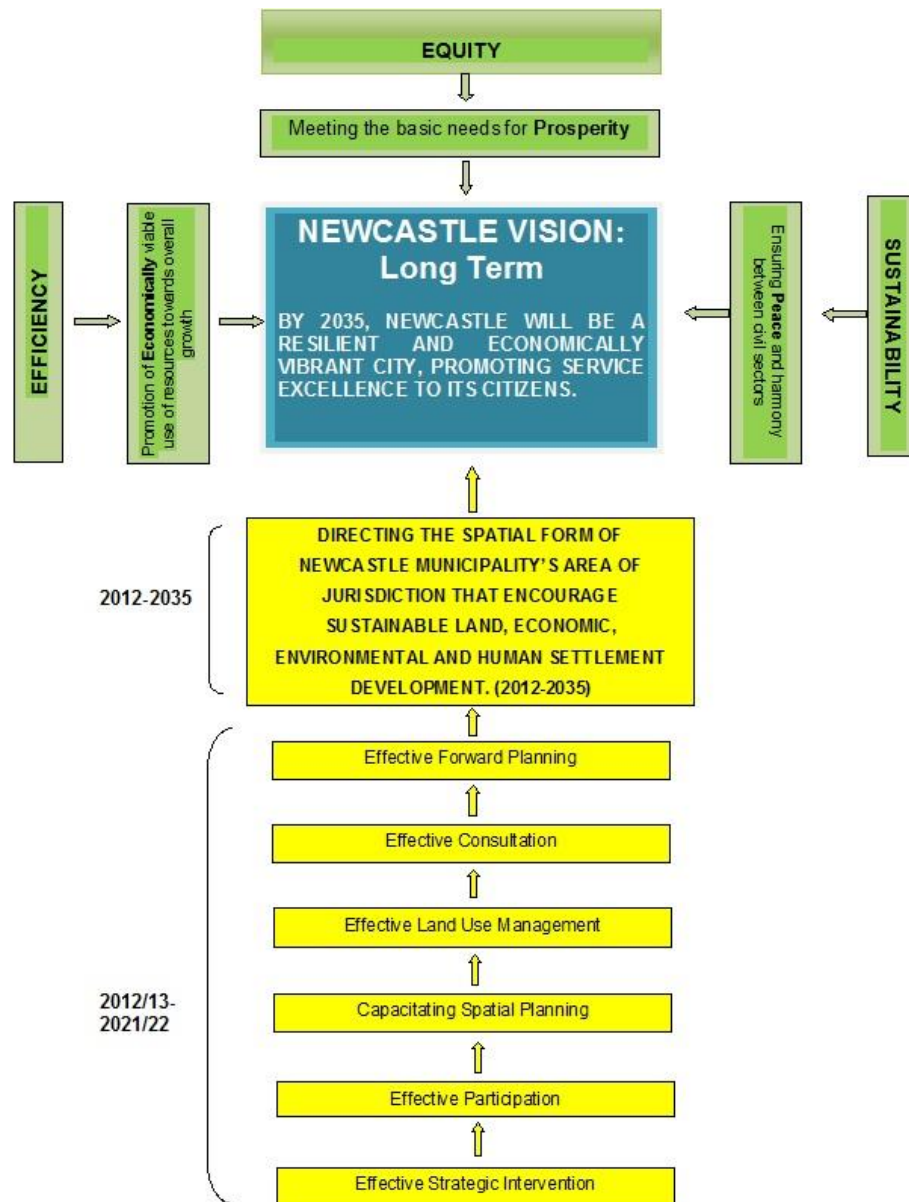 EQUITY
Meeting the basic needs for Prosperity
EFFICIENCY
Promotion of Economically viable
use of resources towards overall
growth
NEWCASTLE VISION:
Long Term
BY 2035, NEWCASTLE WILL BE A
RESILIENT AND ECONOMICALLY
VIBRANT CITY, PROMOTING SERVICE
EXCELLENCE TO ITS CITIZENS.
Ensuring Peace and harmony
between civil sectors
SUSTAINABILITY
2012-2035
DIRECTING THE SPATIAL FORM OF
NEWCASTLE MUNICIPALITY'S AREA OF
JURISDICTION THAT ENCOURAGE
SUSTAINABLE LAND, ECONOMIC,
ENVIRONMENTAL AND HUMAN SETTLEMENT
DEVELOPMENT. (2012-2035)
Effective Forward Planning
Effective Consultation
Effective Land Use Management
2012/13-
2021/22
Capacitating Spatial Planning
Effective Participation
Effective Strategic Intervention